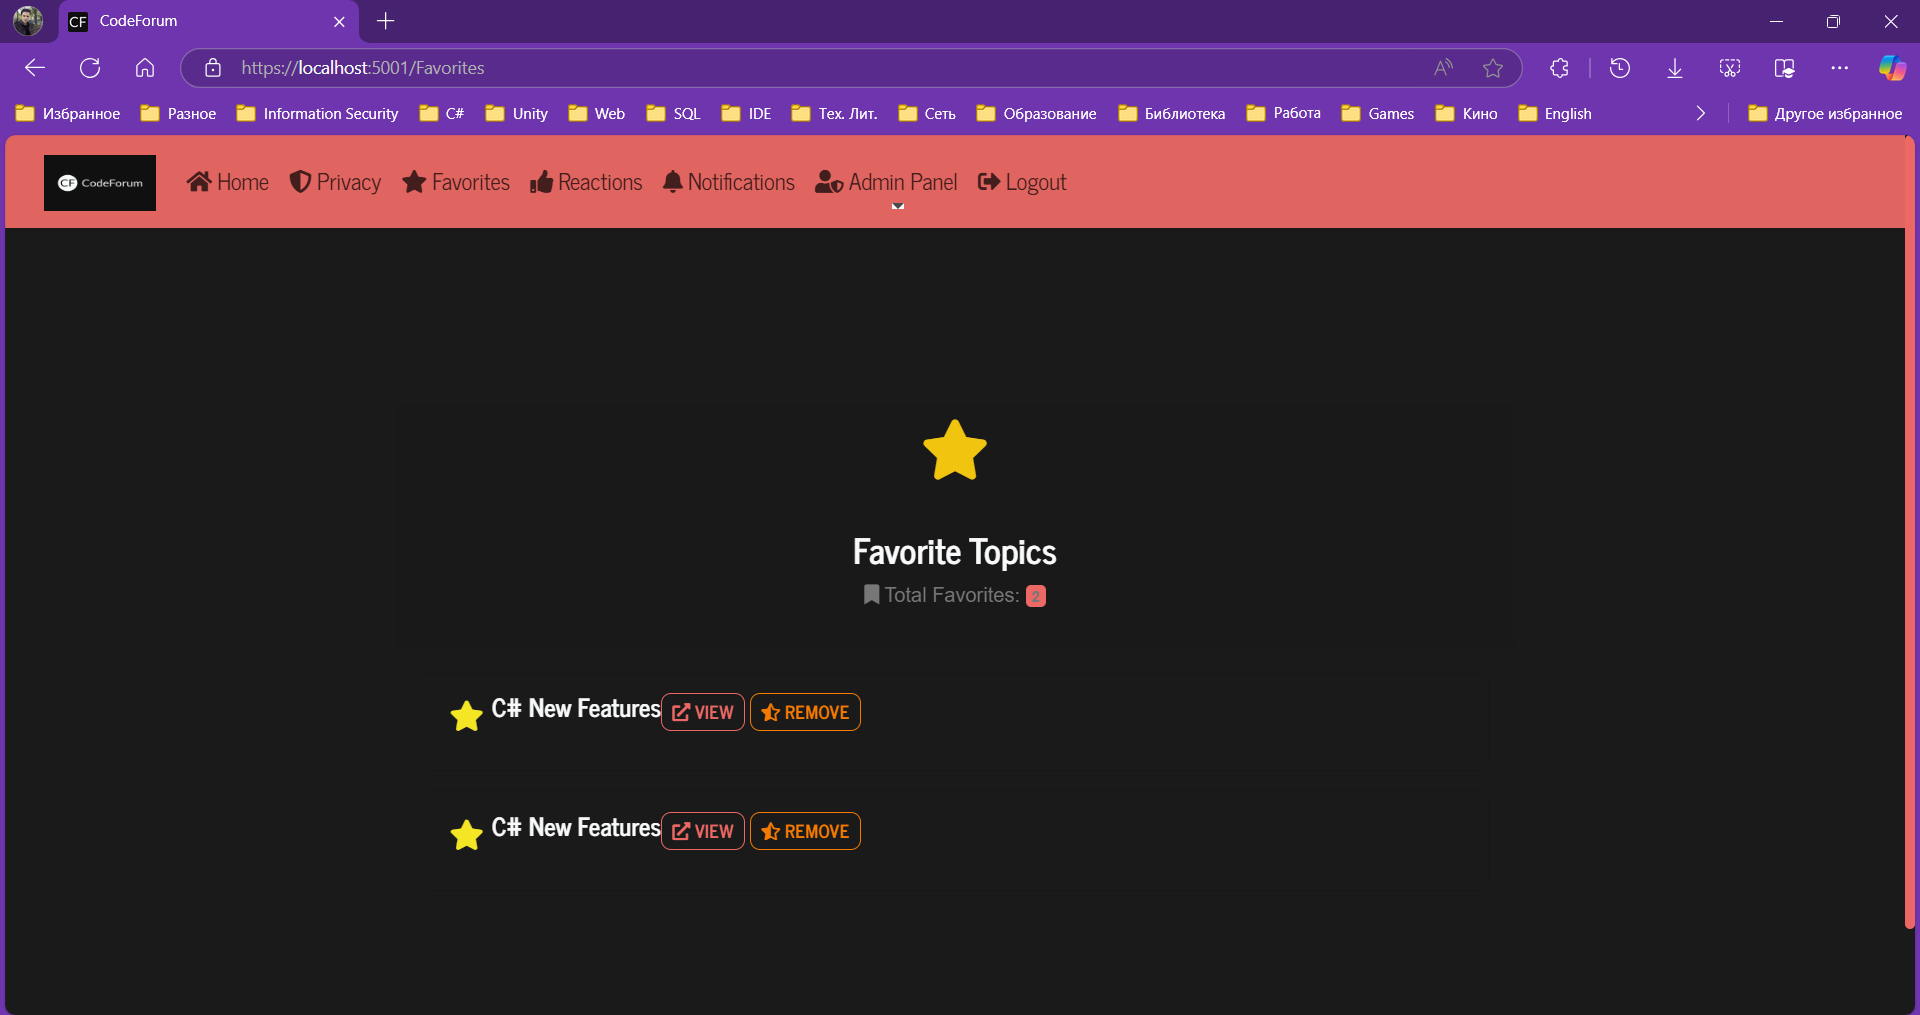 CF CodeForum
https://localhost:5001/Favorites
Избранное Разное Information Security C# Unity Web SQL IDE Тех. Лит. Сеть Образование Библиотека Работа Games Кино English Другое избранное
CF CodeForum Home Privacy Favorites Reactions Notifications Admin Panel Logout
Favorite Topics
Total Favorites: 2
C# New Features VIEW REMOVE
C# New Features VIEW REMOVE